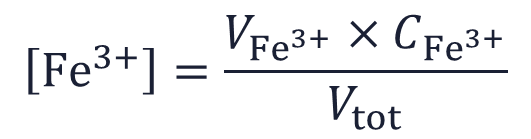 [Fe³⁺] = (V_Fe³⁺ × C_Fe³⁺) / V_tot